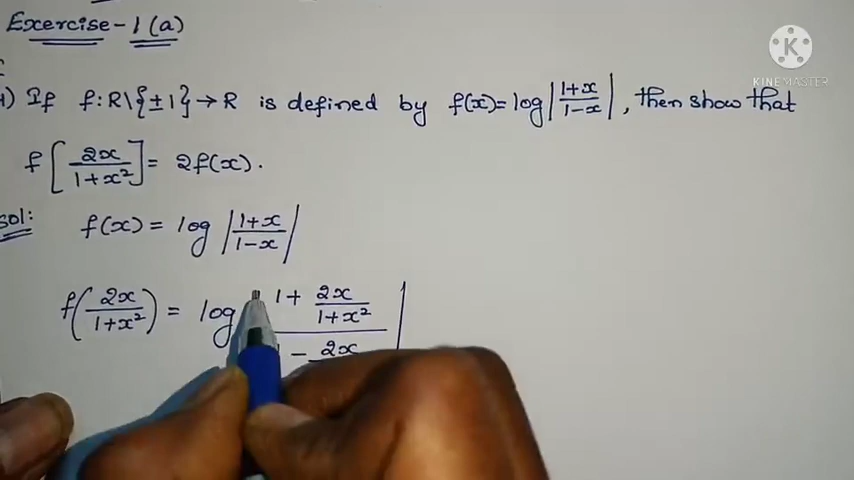 Exercise-1(a)
K
KINEMASTER
If f: R\{±1} → R is defined by f(x)= log |1+x / 1-x|, then show that
f[2x / 1+x²] = 2f(x).
sol: f(x) = log |1+x / 1-x|
f(2x / 1+x²) = log 1 + 2x / 1+x² |
- 2x